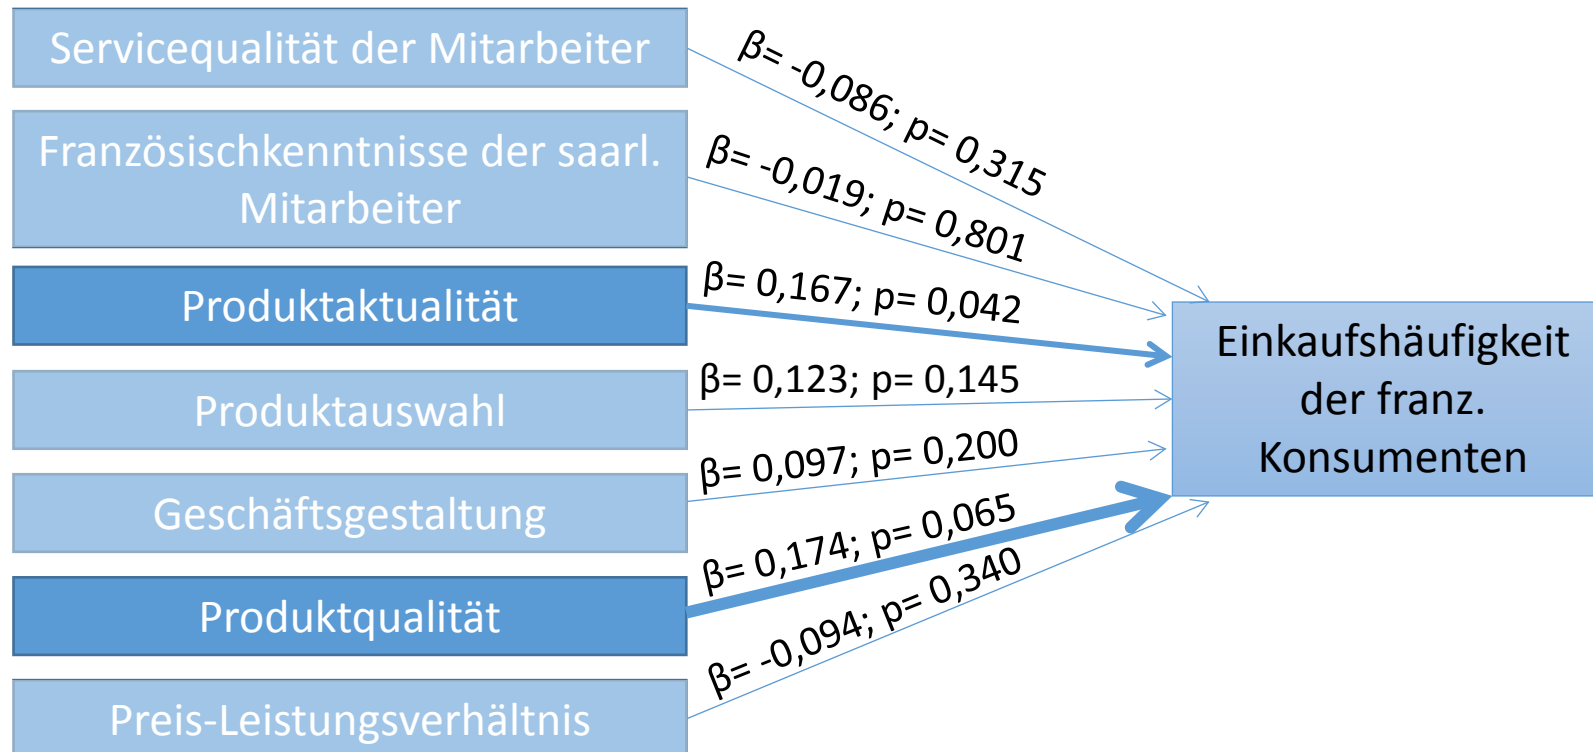 Servicequalität der Mitarbeiter
β= -0,086; p= 0,315
Französischkenntnisse der saarl.
Mitarbeiter
β= -0,019; p= 0,801
Produktaktualität
β= 0,167; p= 0,042
Produktauswahl
β= 0,123; p= 0,145
Geschäftsgestaltung
β= 0,097; p= 0,200
Produktqualität
β= 0,174; p= 0,065
Preis-Leistungsverhältnis
β= -0,094; p= 0,340
Einkaufshäufigkeit
der franz.
Konsumenten